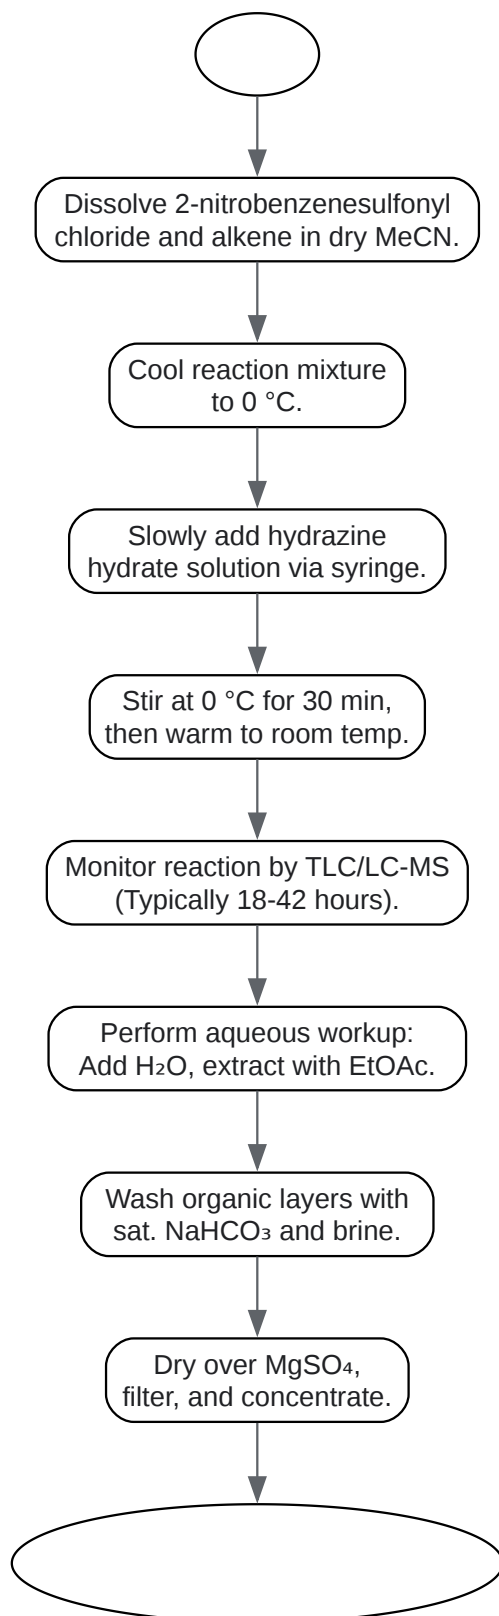 Dissolve 2-nitrobenzenesulfonyl
chloride and alkene in dry MeCN.
Cool reaction mixture
to 0 °C.
Slowly add hydrazine
hydrate solution via syringe.
Stir at 0 °C for 30 min,
then warm to room temp.
Monitor reaction by TLC/LC-MS
(Typically 18-42 hours).
Perform aqueous workup:
Add H₂O, extract with EtOAc.
Wash organic layers with
sat. NaHCO₃ and brine.
Dry over MgSO₄,
filter, and concentrate.